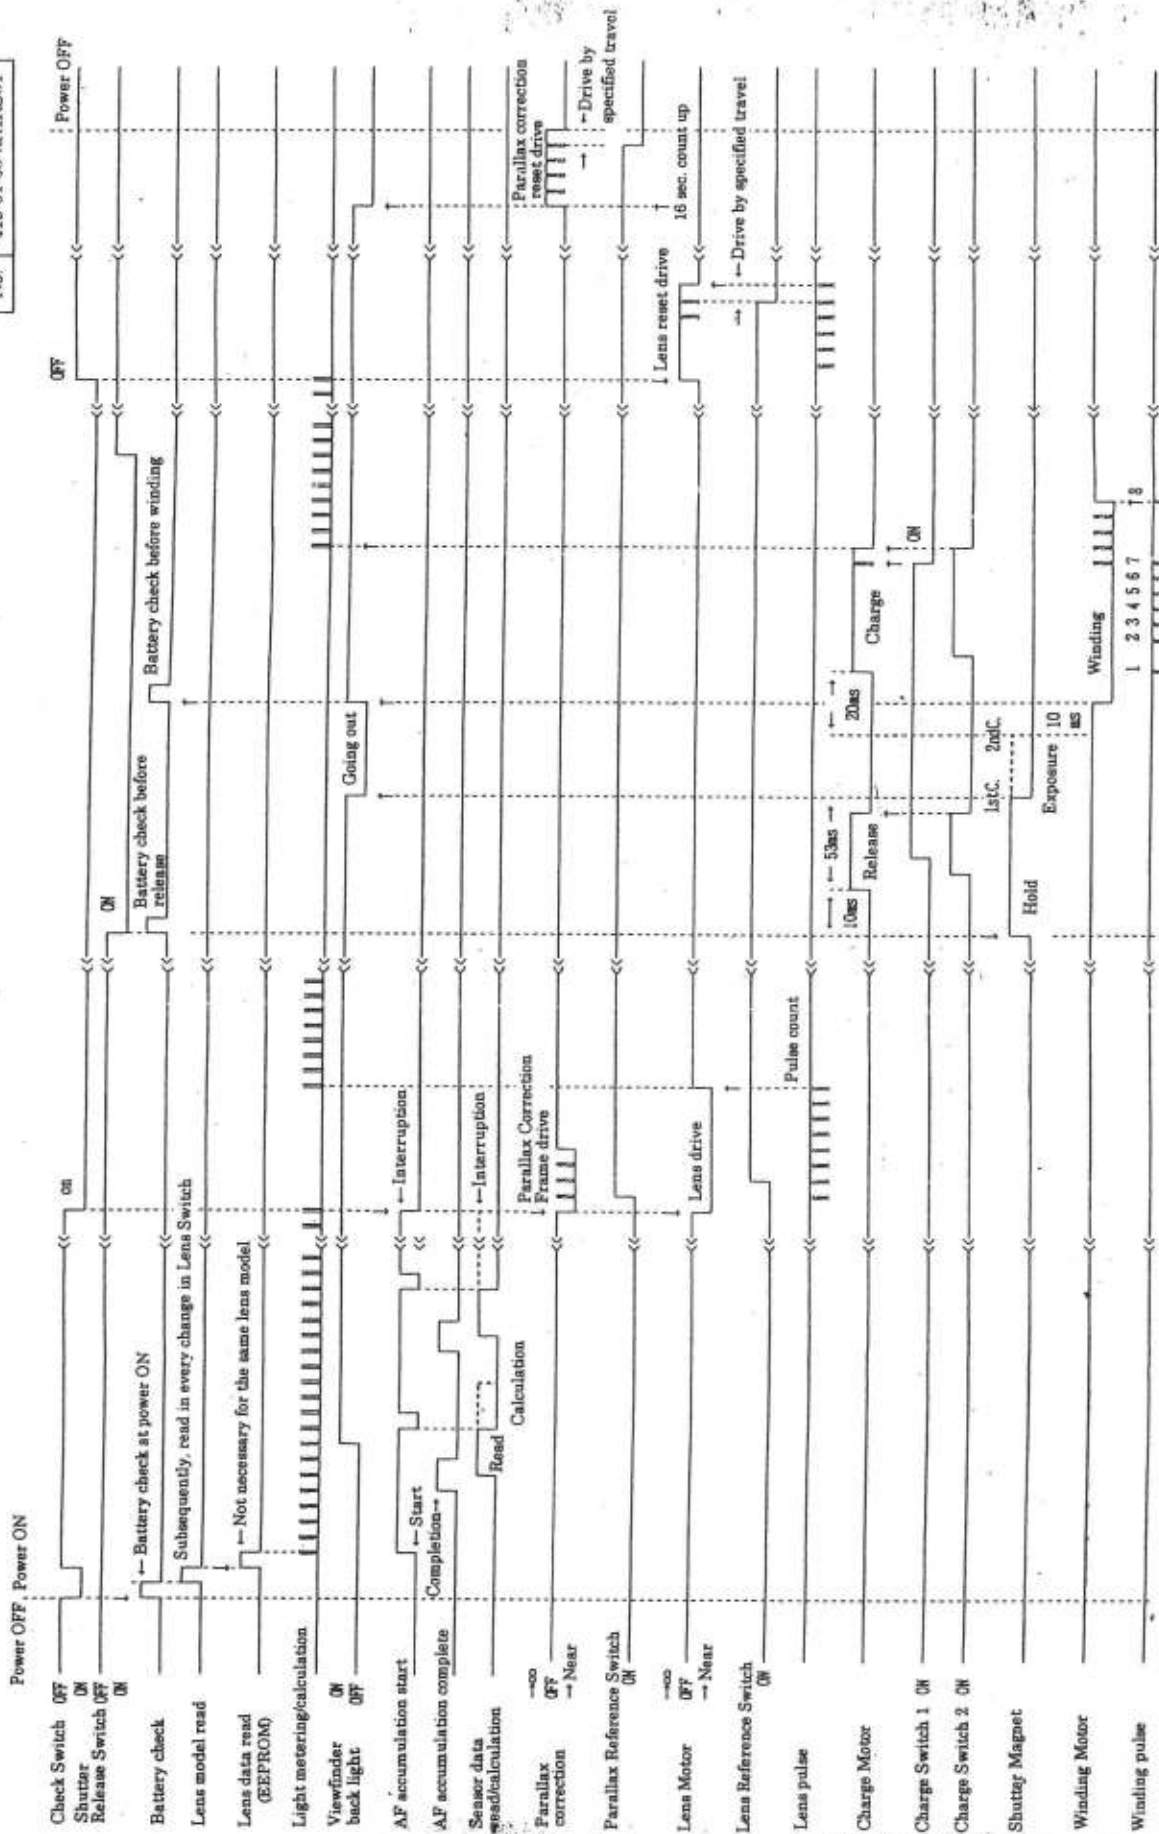 Power OFF
Power ON
Power OFF
Check Switch OFF
ON
Shutter
Release Switch OFF
ON
on
OFF
ON
Battery check
← Battery check at power ON
Battery check before
release
Battery check before winding
Lens model read
Subsequently, read in every change in Lens Switch
Lens data read
(EEPROM)
← Not necessary for the same lens model
Light metering/calculation
Viewfinder ON
back light OFF
Going out
AF accumulation start
← Start
← Interruption
AF accumulation complete
Completion→
Sensor data
read/calculation
Read
Calculation
← Interruption
Parallax
correction
→∞
OFF
→ Near
Parallax Correction
Frame drive
Parallax correction
reset drive
← Drive by
specified travel
Parallax Reference Switch
ON
16 sec. count up
Lens Motor
→∞
OFF
→ Near
Lens drive
Lens reset drive
Lens Reference Switch
ON
← Drive by specified travel
Lens pulse
Pulse count
Charge Motor
10ms
← 53ms →
Release
20ms
Charge
Charge Switch 1 ON
ON
Charge Switch 2 ON
Shutter Magnet
Hold
1stC.
2ndC.
Exposure
10
ms
Winding Motor
Winding
Winding pulse
1 2 3 4 5 6 7
18